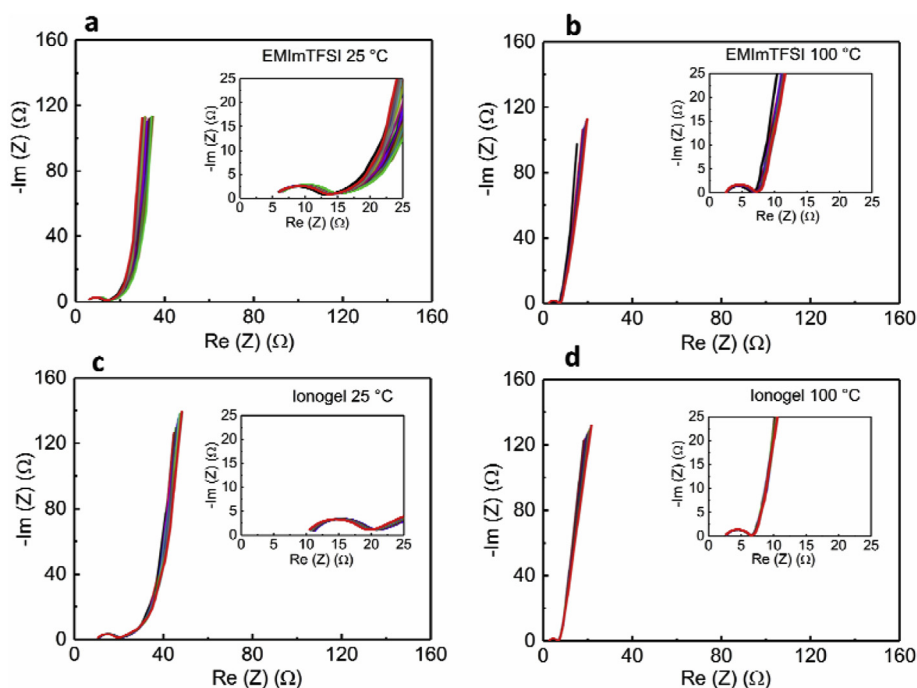 a
EMImTFSI 25 °C
-Im (Z) (Ω)
160
120
80
40
0
0 40 80 120 160
Re (Z) (Ω)
-Im (Z) (Ω)
25
20
15
10
5
0
0 5 10 15 20 25
Re (Z) (Ω)
b
EMImTFSI 100 °C
-Im (Z) (Ω)
160
120
80
40
0
0 40 80 120 160
Re (Z) (Ω)
-Im (Z) (Ω)
25
20
15
10
5
0
0 5 10 15 20 25
Re (Z) (Ω)
c
Ionogel 25 °C
-Im (Z) (Ω)
160
120
80
40
0
0 40 80 120 160
Re (Z) (Ω)
-Im (Z) (Ω)
25
20
15
10
5
0
0 5 10 15 20 25
Re (Z) (Ω)
d
Ionogel 100 °C
-Im (Z) (Ω)
160
120
80
40
0
0 40 80 120 160
Re (Z) (Ω)
-Im (Z) (Ω)
25
20
15
10
5
0
0 5 10 15 20 25
Re (Z) (Ω)